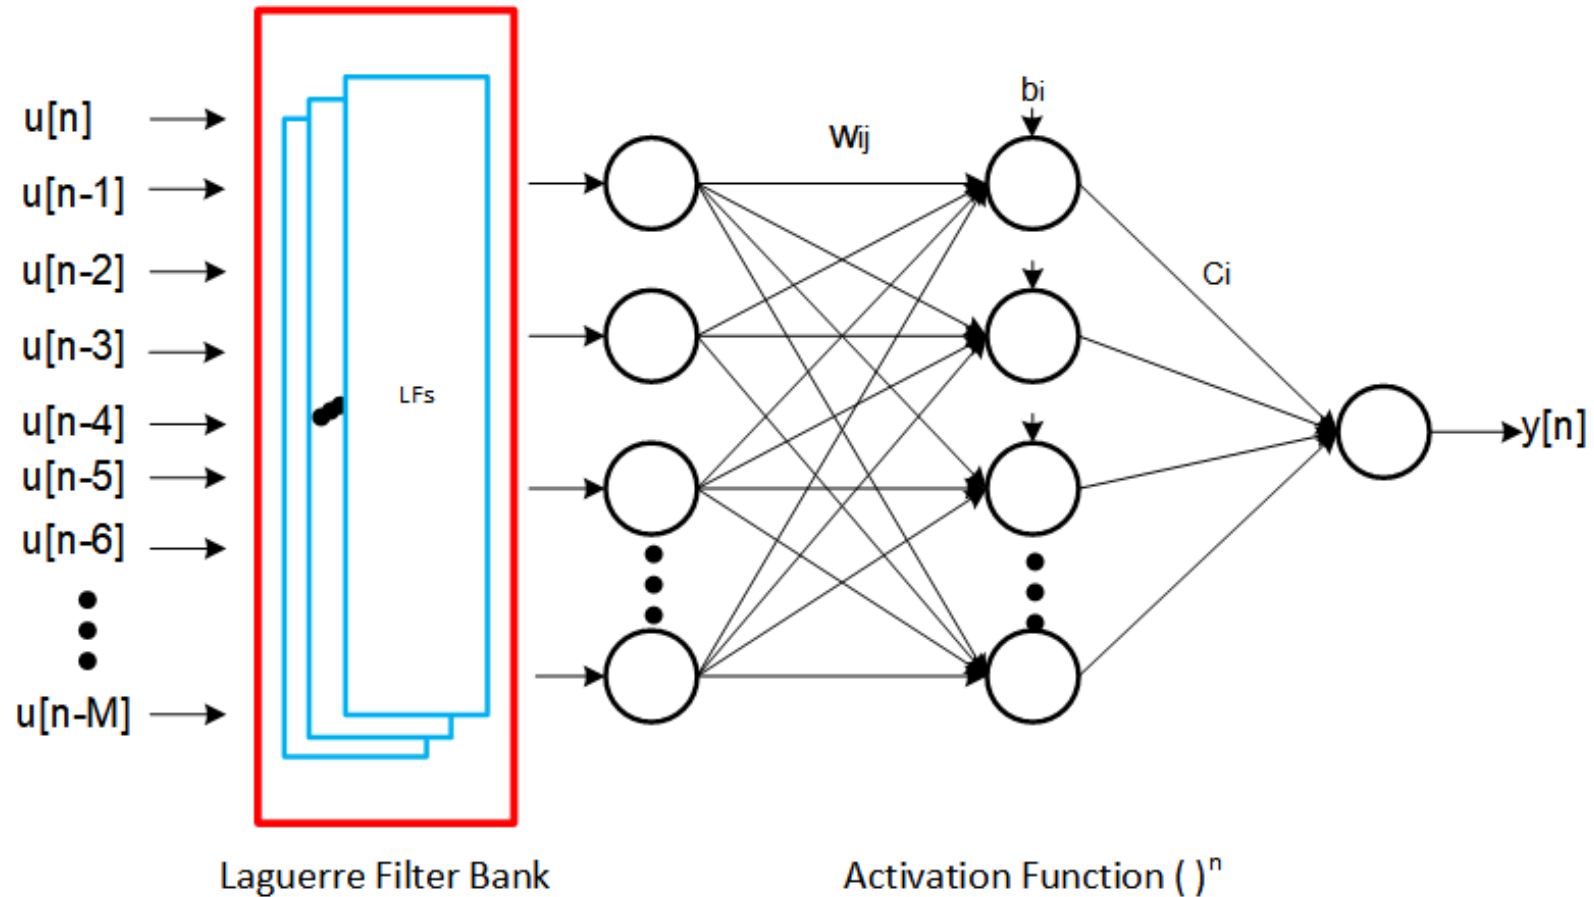 u[n]
u[n-1]
u[n-2]
u[n-3]
u[n-4]
u[n-5]
u[n-6]
u[n-M]
LFs
Laguerre Filter Bank
Wij
bi
Ci
y[n]
Activation Function ( )ⁿ